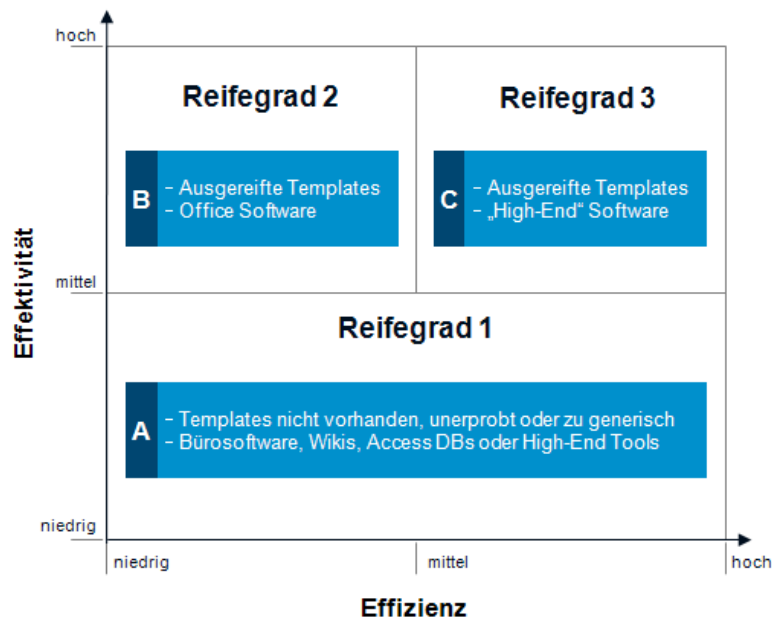 hoch
Reifegrad 2
Reifegrad 3
B
– Ausgereifte Templates
– Office Software
C
– Ausgereifte Templates
– „High-End“ Software
Effektivität
mittel
Reifegrad 1
A
– Templates nicht vorhanden, unerprobt oder zu generisch
– Bürosoftware, Wikis, Access DBs oder High-End Tools
niedrig
niedrig
mittel
hoch
Effizienz